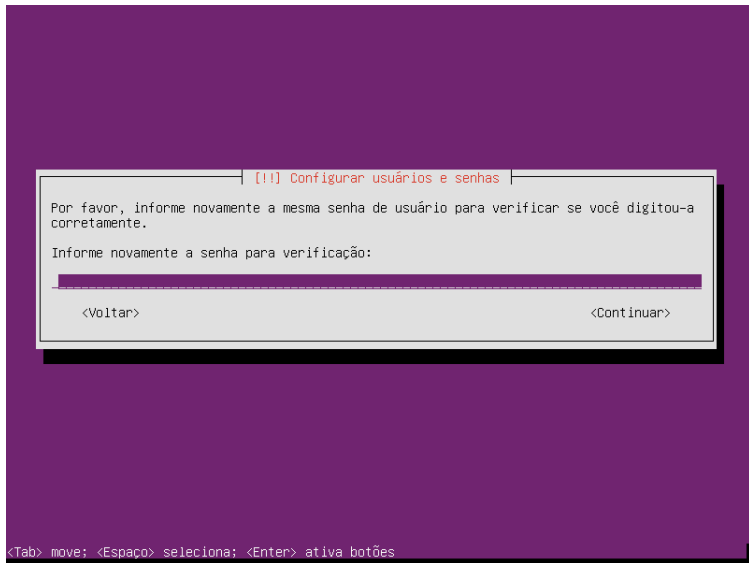 [!!] Configurar usuários e senhas
Por favor, informe novamente a mesma senha de usuário para verificar se você digitou-a
corretamente.
Informe novamente a senha para verificação:
<Voltar> <Continuar>
<Tab> move; <Espaço> seleciona; <Enter> ativa botões